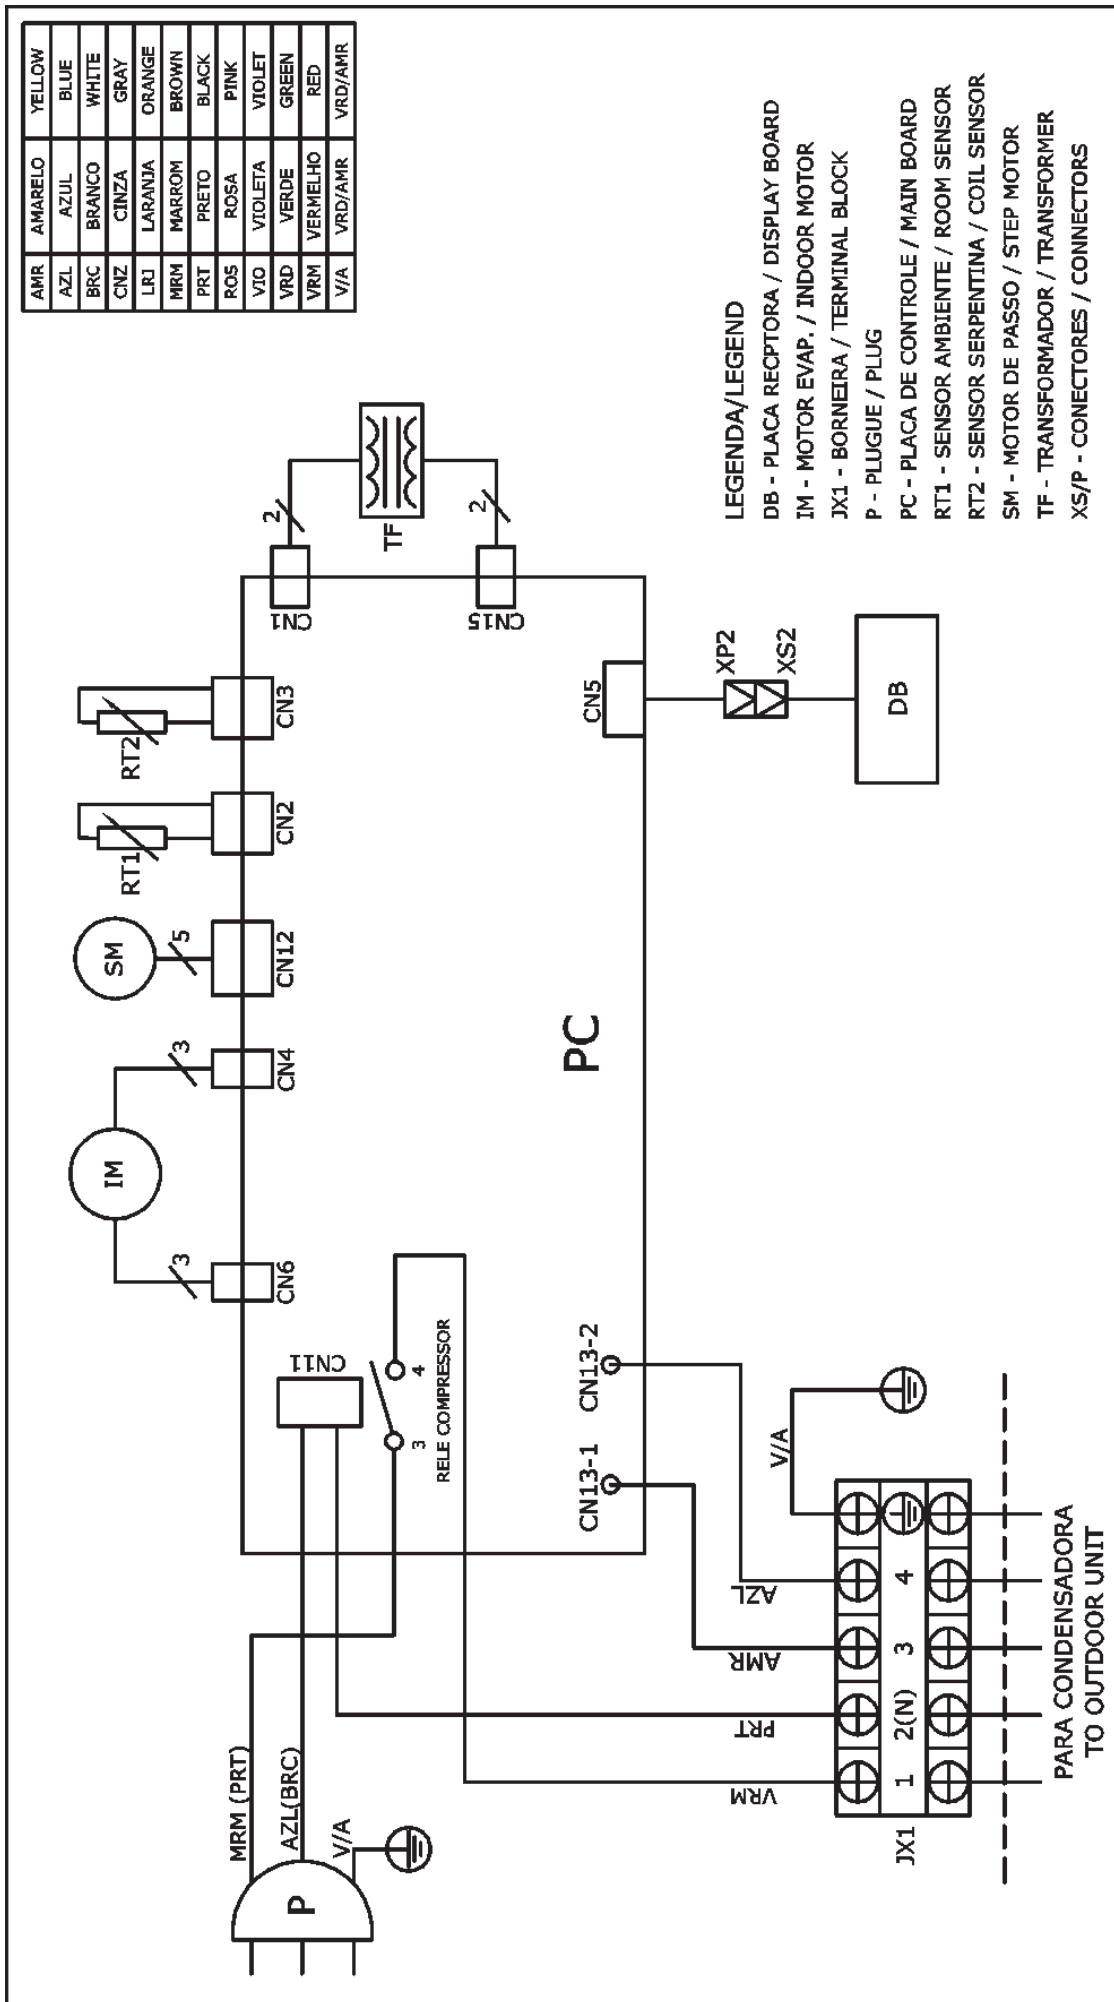 AMR AMARELO YELLOW
AZL AZUL BLUE
BRC BRANCO WHITE
CNZ CINZA GRAY
LRJ LARANJA ORANGE
MRM MARROM BROWN
PRT PRETO BLACK
ROS ROSA PINK
VIO VIOLETA VIOLET
VRD VERDE GREEN
VRM VERMELHO RED
V/A VRD/AMR VRD/AMR
IM
SM
RT1
RT2
3
3
5
CN6
CN4
CN12
CN2
CN3
2
2
CN1
CN15
TF
CN11
3
4
RELE COMPRESSOR
PC
CN13-1
CN13-2
CN5
XP2
XS2
DB
P
MRM (PRT)
AZL(BRC)
V/A
VRM
PRT
AMR
AZL
V/A
JX1
1
2(N)
3
4
PARA CONDENSADORA
TO OUTDOOR UNIT
LEGENDA/LEGEND
DB - PLACA RECPTORA / DISPLAY BOARD
IM - MOTOR EVAP. / INDOOR MOTOR
JX1 - BORNEIRA / TERMINAL BLOCK
P - PLUGUE / PLUG
PC - PLACA DE CONTROLE / MAIN BOARD
RT1 - SENSOR AMBIENTE / ROOM SENSOR
RT2 - SENSOR SERPENTINA / COIL SENSOR
SM - MOTOR DE PASSO / STEP MOTOR
TF - TRANSFORMADOR / TRANSFORMER
XS/P - CONECTORES / CONNECTORS